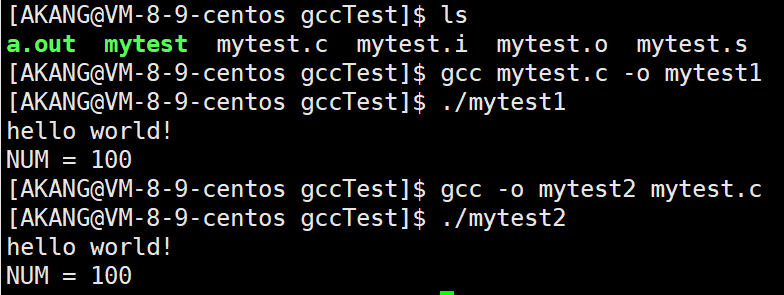 [AKANG@VM-8-9-centos gccTest]$ ls
a.out  mytest  mytest.c  mytest.i  mytest.o  mytest.s
[AKANG@VM-8-9-centos gccTest]$ gcc mytest.c -o mytest1
[AKANG@VM-8-9-centos gccTest]$ ./mytest1
hello world!
NUM = 100
[AKANG@VM-8-9-centos gccTest]$ gcc -o mytest2 mytest.c
[AKANG@VM-8-9-centos gccTest]$ ./mytest2
hello world!
NUM = 100